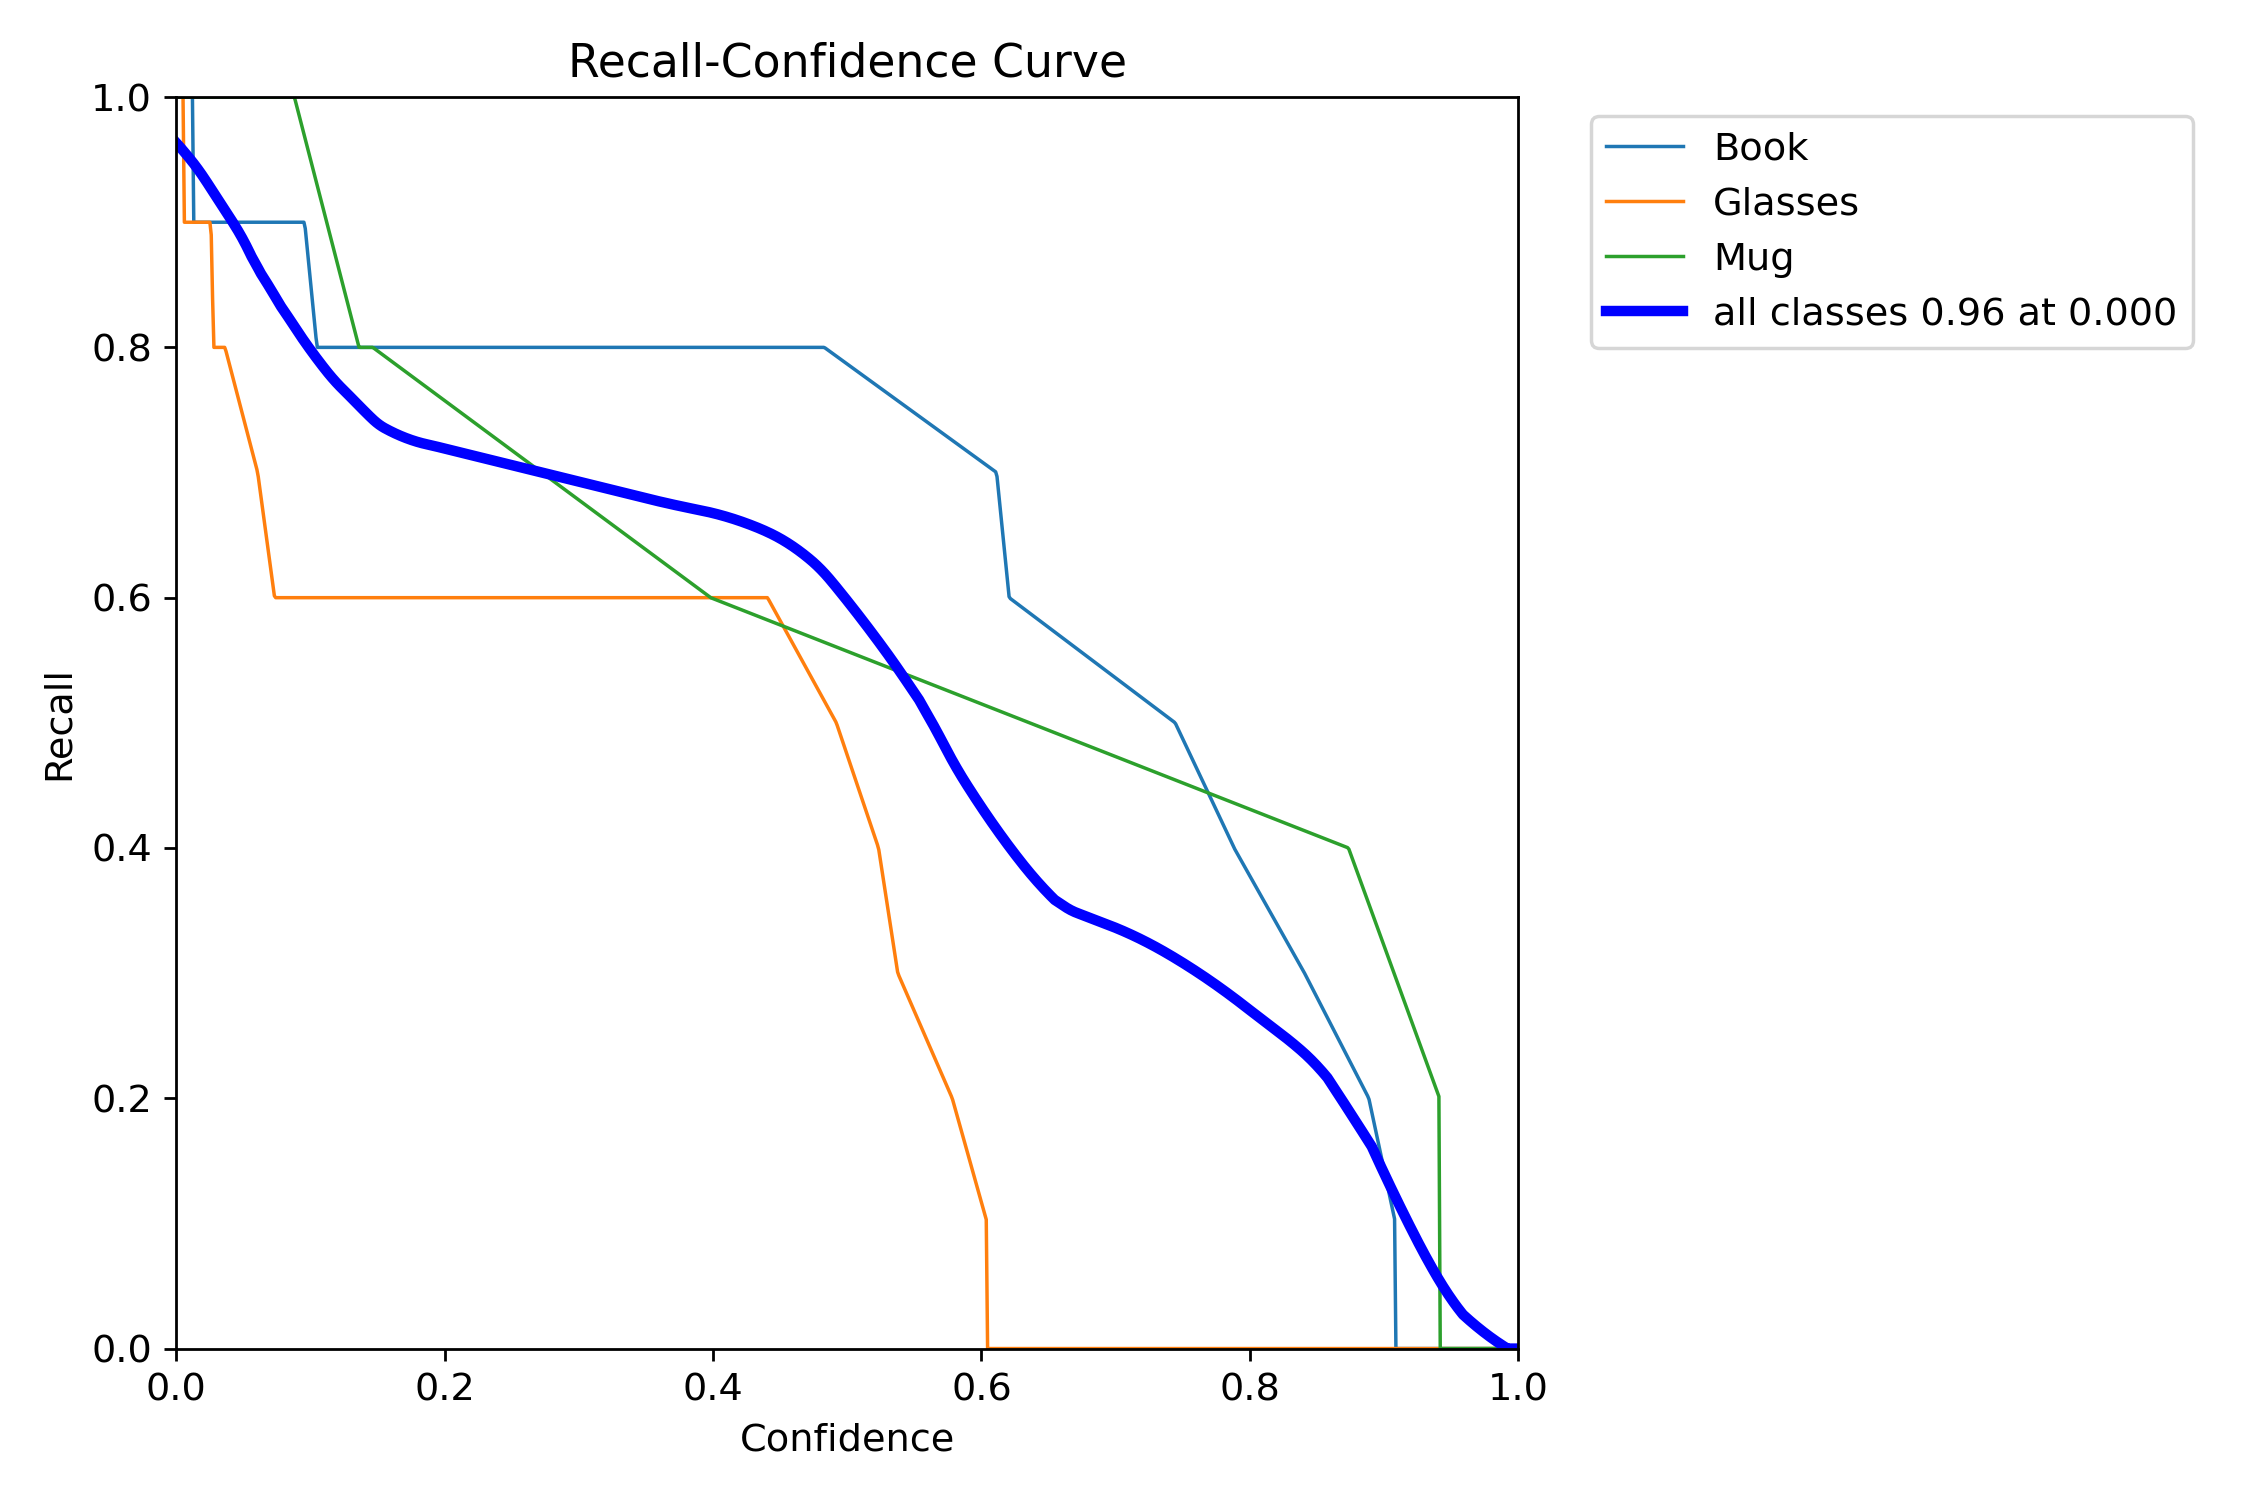 Recall-Confidence Curve
1.0
0.8
0.6
0.4
0.2
0.0
Recall
0.0 0.2 0.4 0.6 0.8 1.0
Confidence
Book
Glasses
Mug
all classes 0.96 at 0.000